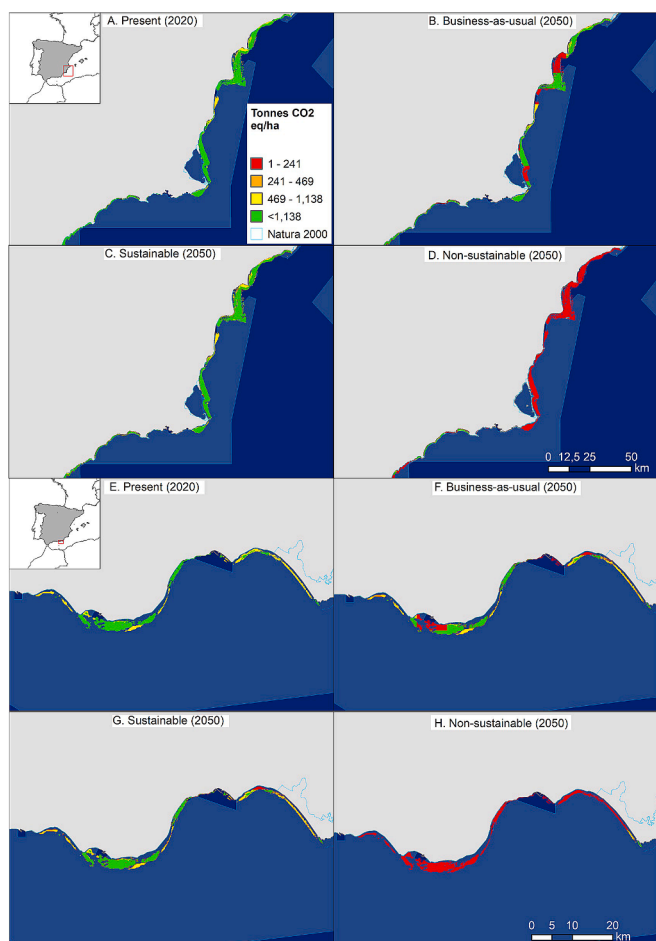 A. Present (2020)
B. Business-as-usual (2050)
Tonnes CO2
eq/ha
1 - 241
241 - 469
469 - 1,138
<1,138
Natura 2000
C. Sustainable (2050)
D. Non-sustainable (2050)
0 12,5 25 50
km
E. Present (2020)
F. Business-as-usual (2050)
G. Sustainable (2050)
H. Non-sustainable (2050)
0 5 10 20
km